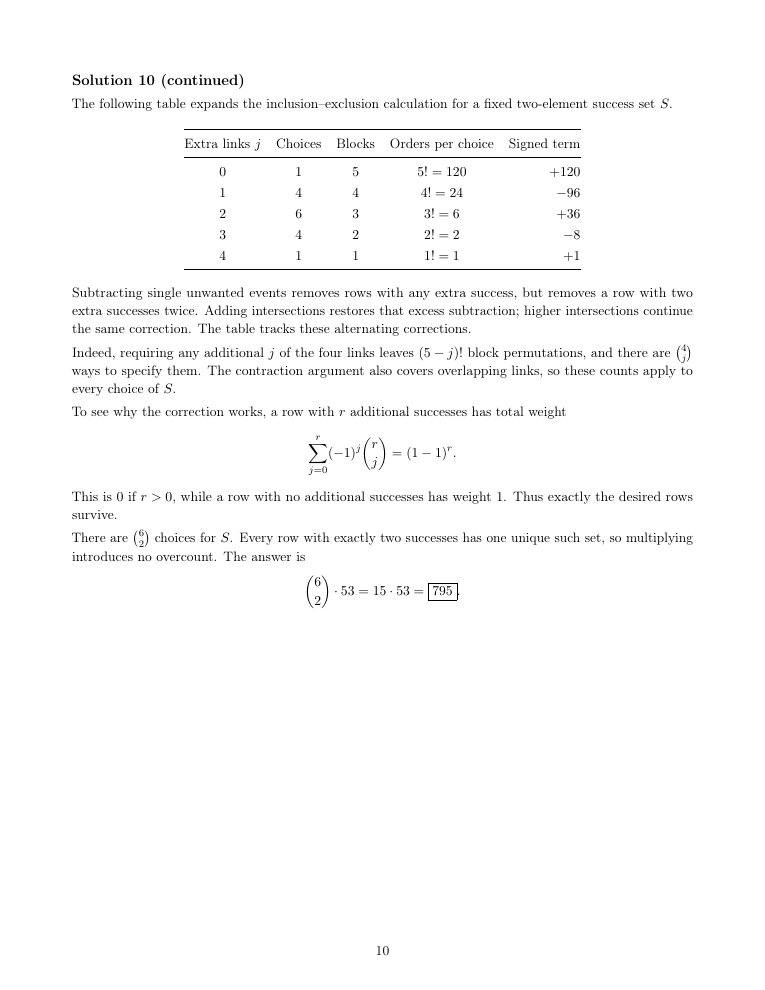 Solution 10 (continued)
The following table expands the inclusion–exclusion calculation for a fixed two-element success set S.
Extra links j Choices Blocks Orders per choice Signed term
0 1 5 5! = 120 +120
1 4 4 4! = 24 −96
2 6 3 3! = 6 +36
3 4 2 2! = 2 −8
4 1 1 1! = 1 +1
Subtracting single unwanted events removes rows with any extra success, but removes a row with two
extra successes twice. Adding intersections restores that excess subtraction; higher intersections continue
the same correction. The table tracks these alternating corrections.
Indeed, requiring any additional j of the four links leaves (5 − j)! block permutations, and there are \binom{4}{j}
ways to specify them. The contraction argument also covers overlapping links, so these counts apply to
every choice of S.
To see why the correction works, a row with r additional successes has total weight
\sum_{j=0}^{r} (−1)^j \binom{r}{j} = (1 − 1)^r.
This is 0 if r > 0, while a row with no additional successes has weight 1. Thus exactly the desired rows
survive.
There are \binom{6}{2} choices for S. Every row with exactly two successes has one unique such set, so multiplying
introduces no overcount. The answer is
\binom{6}{2} · 53 = 15 · 53 = 795.
10